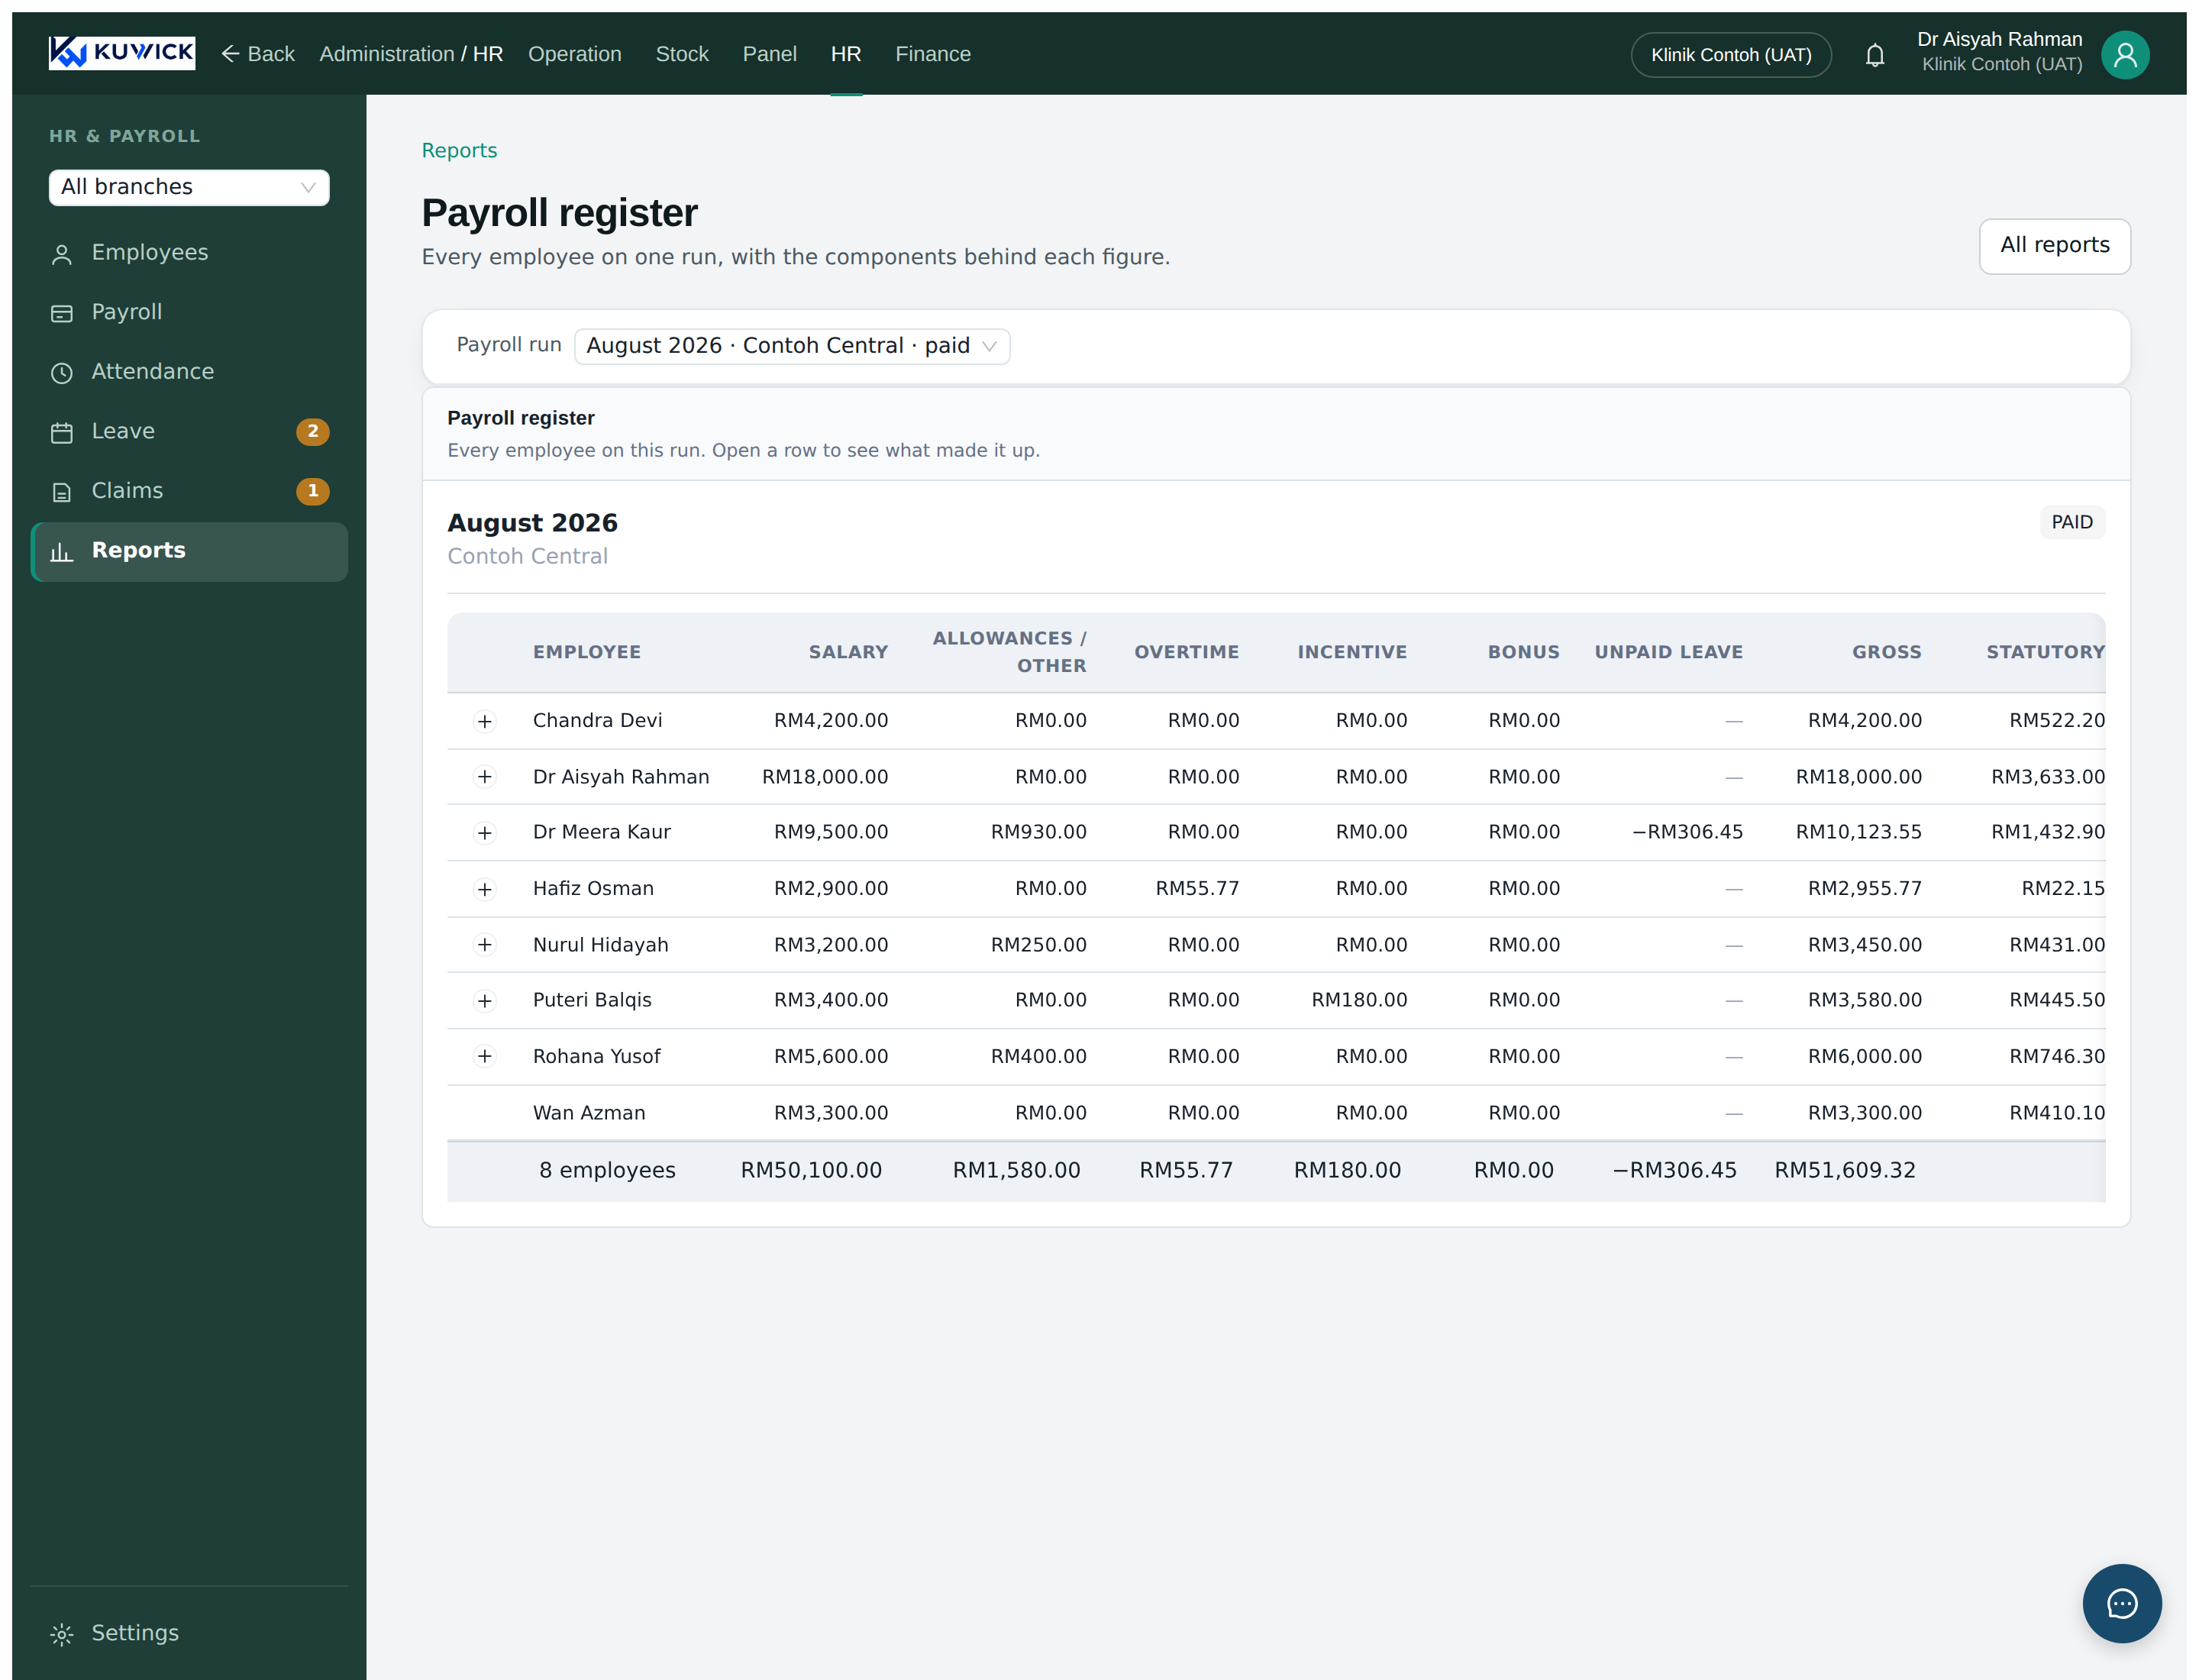 KUWICK Back Administration / HR Operation Stock Panel HR Finance Klinik Contoh (UAT) Dr Aisyah Rahman
Klinik Contoh (UAT)
HR & PAYROLL
All branches
Employees
Payroll
Attendance
Leave 2
Claims 1
Reports
Settings
Reports
Payroll register
Every employee on one run, with the components behind each figure.
All reports
Payroll run August 2026 · Contoh Central · paid
Payroll register
Every employee on this run. Open a row to see what made it up.
August 2026
Contoh Central
PAID
EMPLOYEE SALARY ALLOWANCES / OTHER OVERTIME INCENTIVE BONUS UNPAID LEAVE GROSS STATUTORY
Chandra Devi RM4,200.00 RM0.00 RM0.00 RM0.00 RM0.00 — RM4,200.00 RM522.20
Dr Aisyah Rahman RM18,000.00 RM0.00 RM0.00 RM0.00 RM0.00 — RM18,000.00 RM3,633.00
Dr Meera Kaur RM9,500.00 RM930.00 RM0.00 RM0.00 RM0.00 −RM306.45 RM10,123.55 RM1,432.90
Hafiz Osman RM2,900.00 RM0.00 RM55.77 RM0.00 RM0.00 — RM2,955.77 RM22.15
Nurul Hidayah RM3,200.00 RM250.00 RM0.00 RM0.00 RM0.00 — RM3,450.00 RM431.00
Puteri Balqis RM3,400.00 RM0.00 RM0.00 RM180.00 RM0.00 — RM3,580.00 RM445.50
Rohana Yusof RM5,600.00 RM400.00 RM0.00 RM0.00 RM0.00 — RM6,000.00 RM746.30
Wan Azman RM3,300.00 RM0.00 RM0.00 RM0.00 RM0.00 — RM3,300.00 RM410.10
8 employees RM50,100.00 RM1,580.00 RM55.77 RM180.00 RM0.00 −RM306.45 RM51,609.32